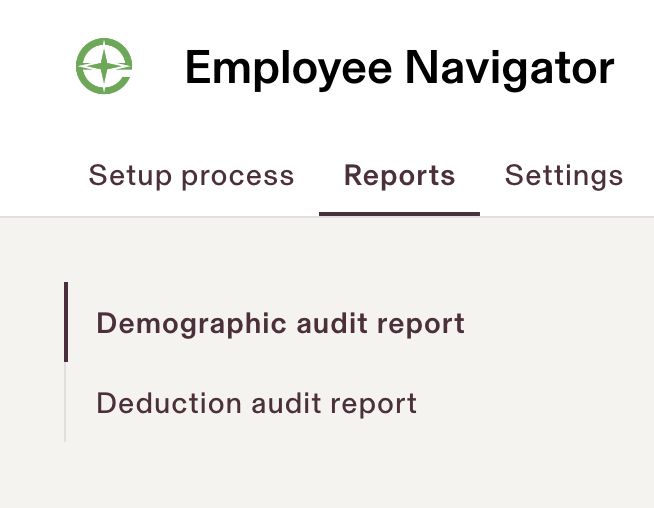 Employee Navigator
Setup process Reports Settings
Demographic audit report
Deduction audit report